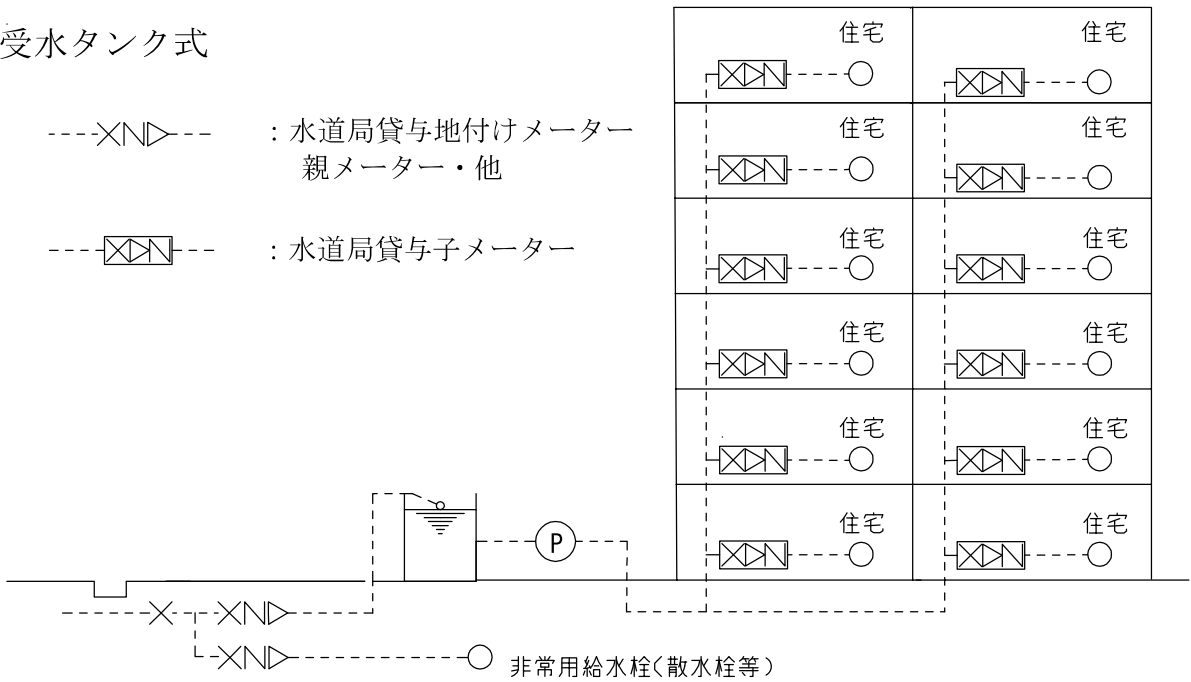 受水タンク式
：水道局貸与地付けメーター
親メーター・他
：水道局貸与子メーター
住宅
住宅
住宅
住宅
住宅
住宅
住宅
住宅
住宅
住宅
住宅
住宅
P
非常用給水栓(散水栓等)